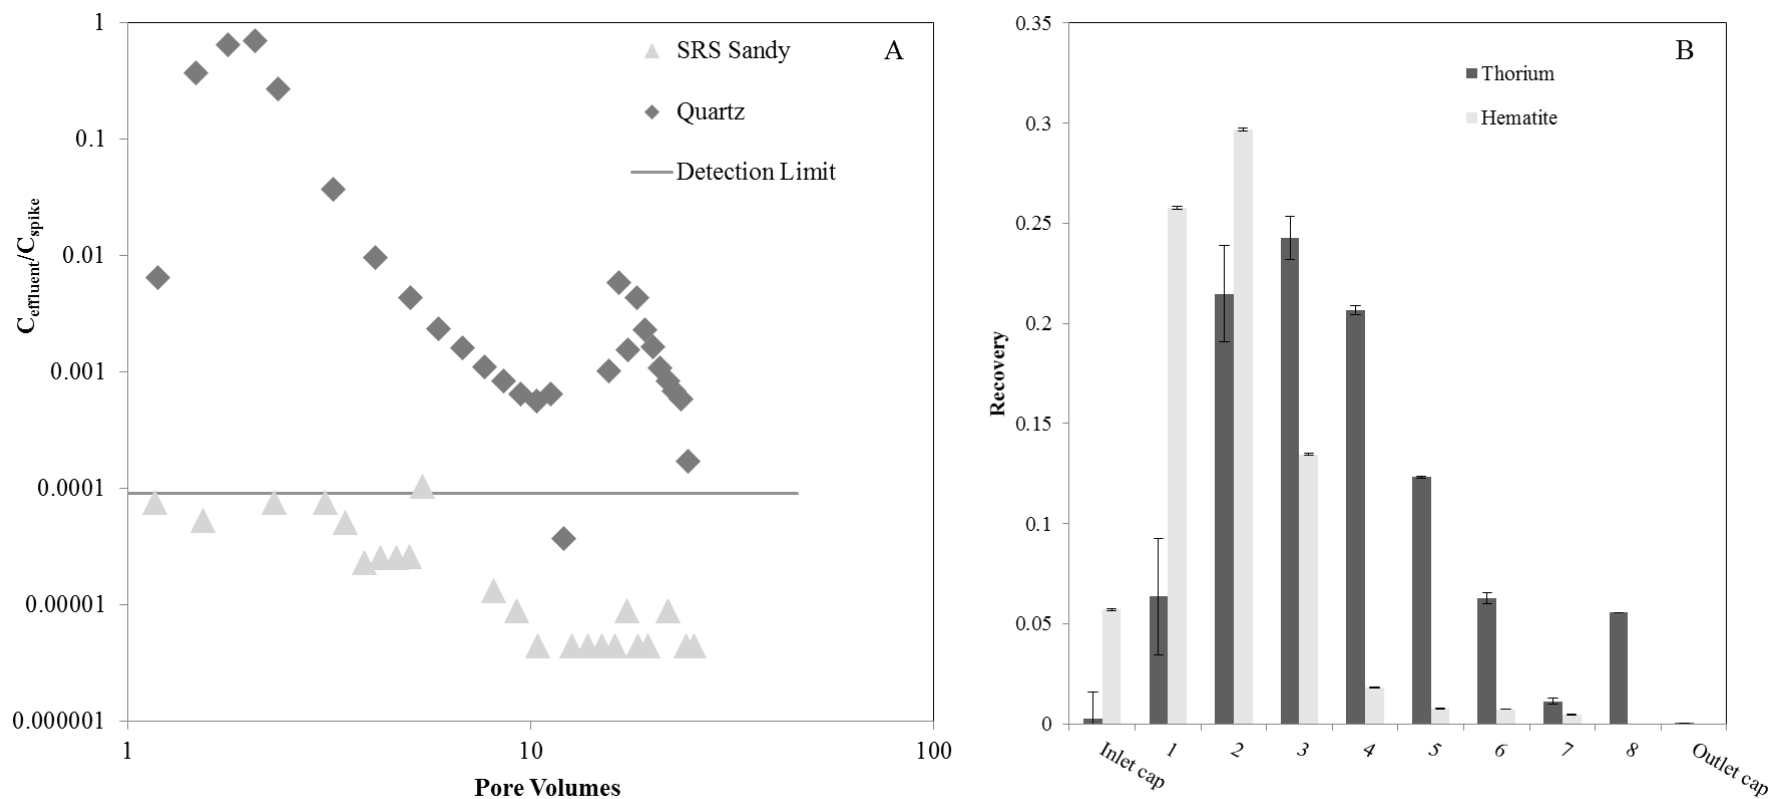 1
0.1
0.01
0.001
0.0001
0.00001
0.000001
C effluent/C spike
1
10
100
Pore Volumes
SRS Sandy
Quartz
Detection Limit
A
0.35
0.3
0.25
0.2
0.15
0.1
0.05
0
Recovery
Inlet cap
1
2
3
4
5
6
7
8
Outlet cap
B
Thorium
Hematite